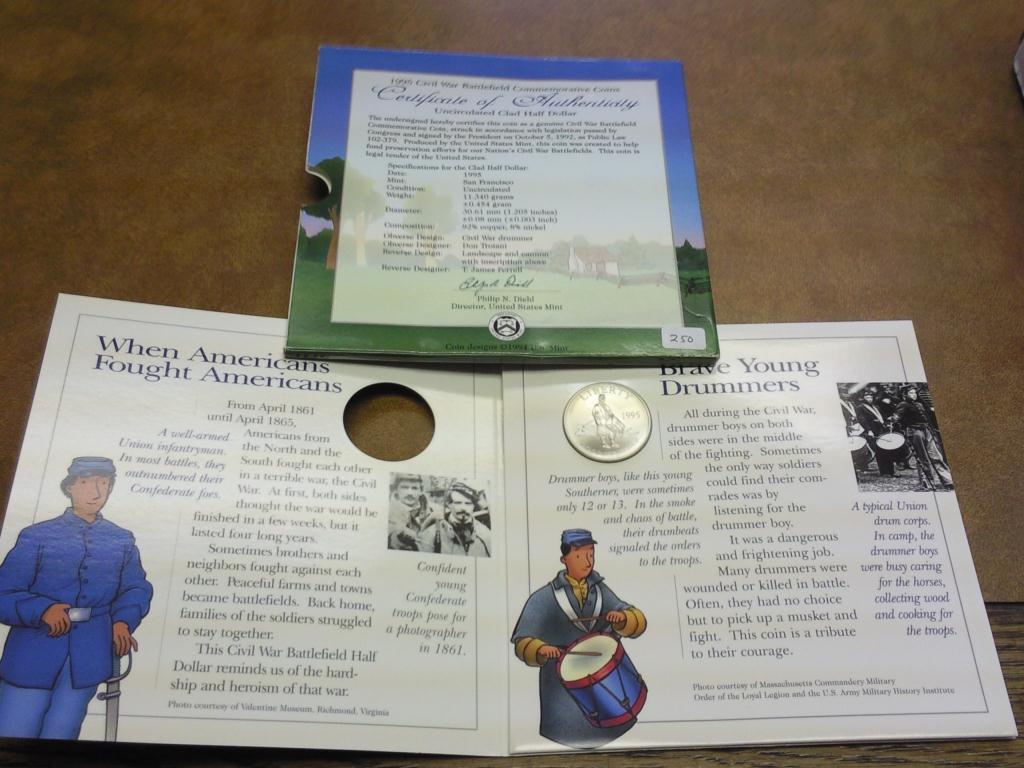 1995 Civil War Battlefield Commemorative Coins
Certificate of Authenticity
Uncirculated Clad Half Dollar
The undersigned hereby certifies this coin as a genuine Civil War Battlefield
Commemorative Coin, struck in accordance with legislation passed by
Congress and signed by the President on October 5, 1992, as Public Law
102-379. Produced by the United States Mint, this coin was created to help
fund preservation efforts for our Nation's Civil War Battlefields. This coin is
legal tender of the United States.
Specifications for the Clad Half Dollar:
Date: 1995
Mint: San Francisco
Condition: Uncirculated
Weight: 11.340 grams
±0.454 gram
Diameter: 30.61 mm (1.205 inches)
±0.08 mm (±0.003 inch)
Composition: 92% copper, 8% nickel
Obverse Design: Civil War drummer
Obverse Designer: Don Troiani
Reverse Design: Landscape and cannon
with inscription above
Reverse Designer: T. James Ferrell
Philip N. Diehl
Director, United States Mint
Coin designs ©1994 U.S. Mint
250
When Americans
Fought Americans
From April 1861
until April 1865,
Americans from
the North and the
South fought each other
in a terrible war, the Civil
War. At first, both sides
thought the war would be
finished in a few weeks, but it
lasted four long years.
Sometimes brothers and
neighbors fought against each
other. Peaceful farms and towns
became battlefields. Back home,
families of the soldiers struggled
to stay together.
This Civil War Battlefield Half
Dollar reminds us of the hard-
ship and heroism of that war.
A well-armed
Union infantryman.
In most battles, they
outnumbered their
Confederate foes.
Confident
young
Confederate
troops pose for
a photographer
in 1861.
Photo courtesy of Valentine Museum, Richmond, Virginia
Brave Young
Drummers
LIBERTY
1995
All during the Civil War,
drummer boys on both
sides were in the middle
of the fighting. Sometimes
the only way soldiers
could find their com-
rades was by
listening for the
drummer boy.
It was a dangerous
and frightening job.
Many drummers were
wounded or killed in battle.
Often, they had no choice
but to pick up a musket and
fight. This coin is a tribute
to their courage.
Drummer boys, like this young
Southerner, were sometimes
only 12 or 13. In the smoke
and chaos of battle,
their drumbeats
signaled the orders
to the troops.
A typical Union
drum corps.
In camp, the
drummer boys
were busy caring
for the horses,
collecting wood
and cooking for
the troops.
Photo courtesy of Massachusetts Commandery Military
Order of the Loyal Legion and the U.S. Army Military History Institute